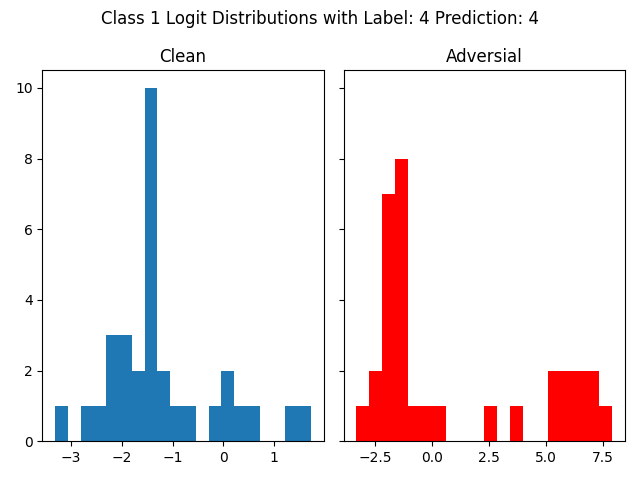 Class 1 Logit Distributions with Label: 4 Prediction: 4
Clean
Adversial
10
8
6
4
2
0
−3 −2 −1 0 1
−2.5 0.0 2.5 5.0 7.5